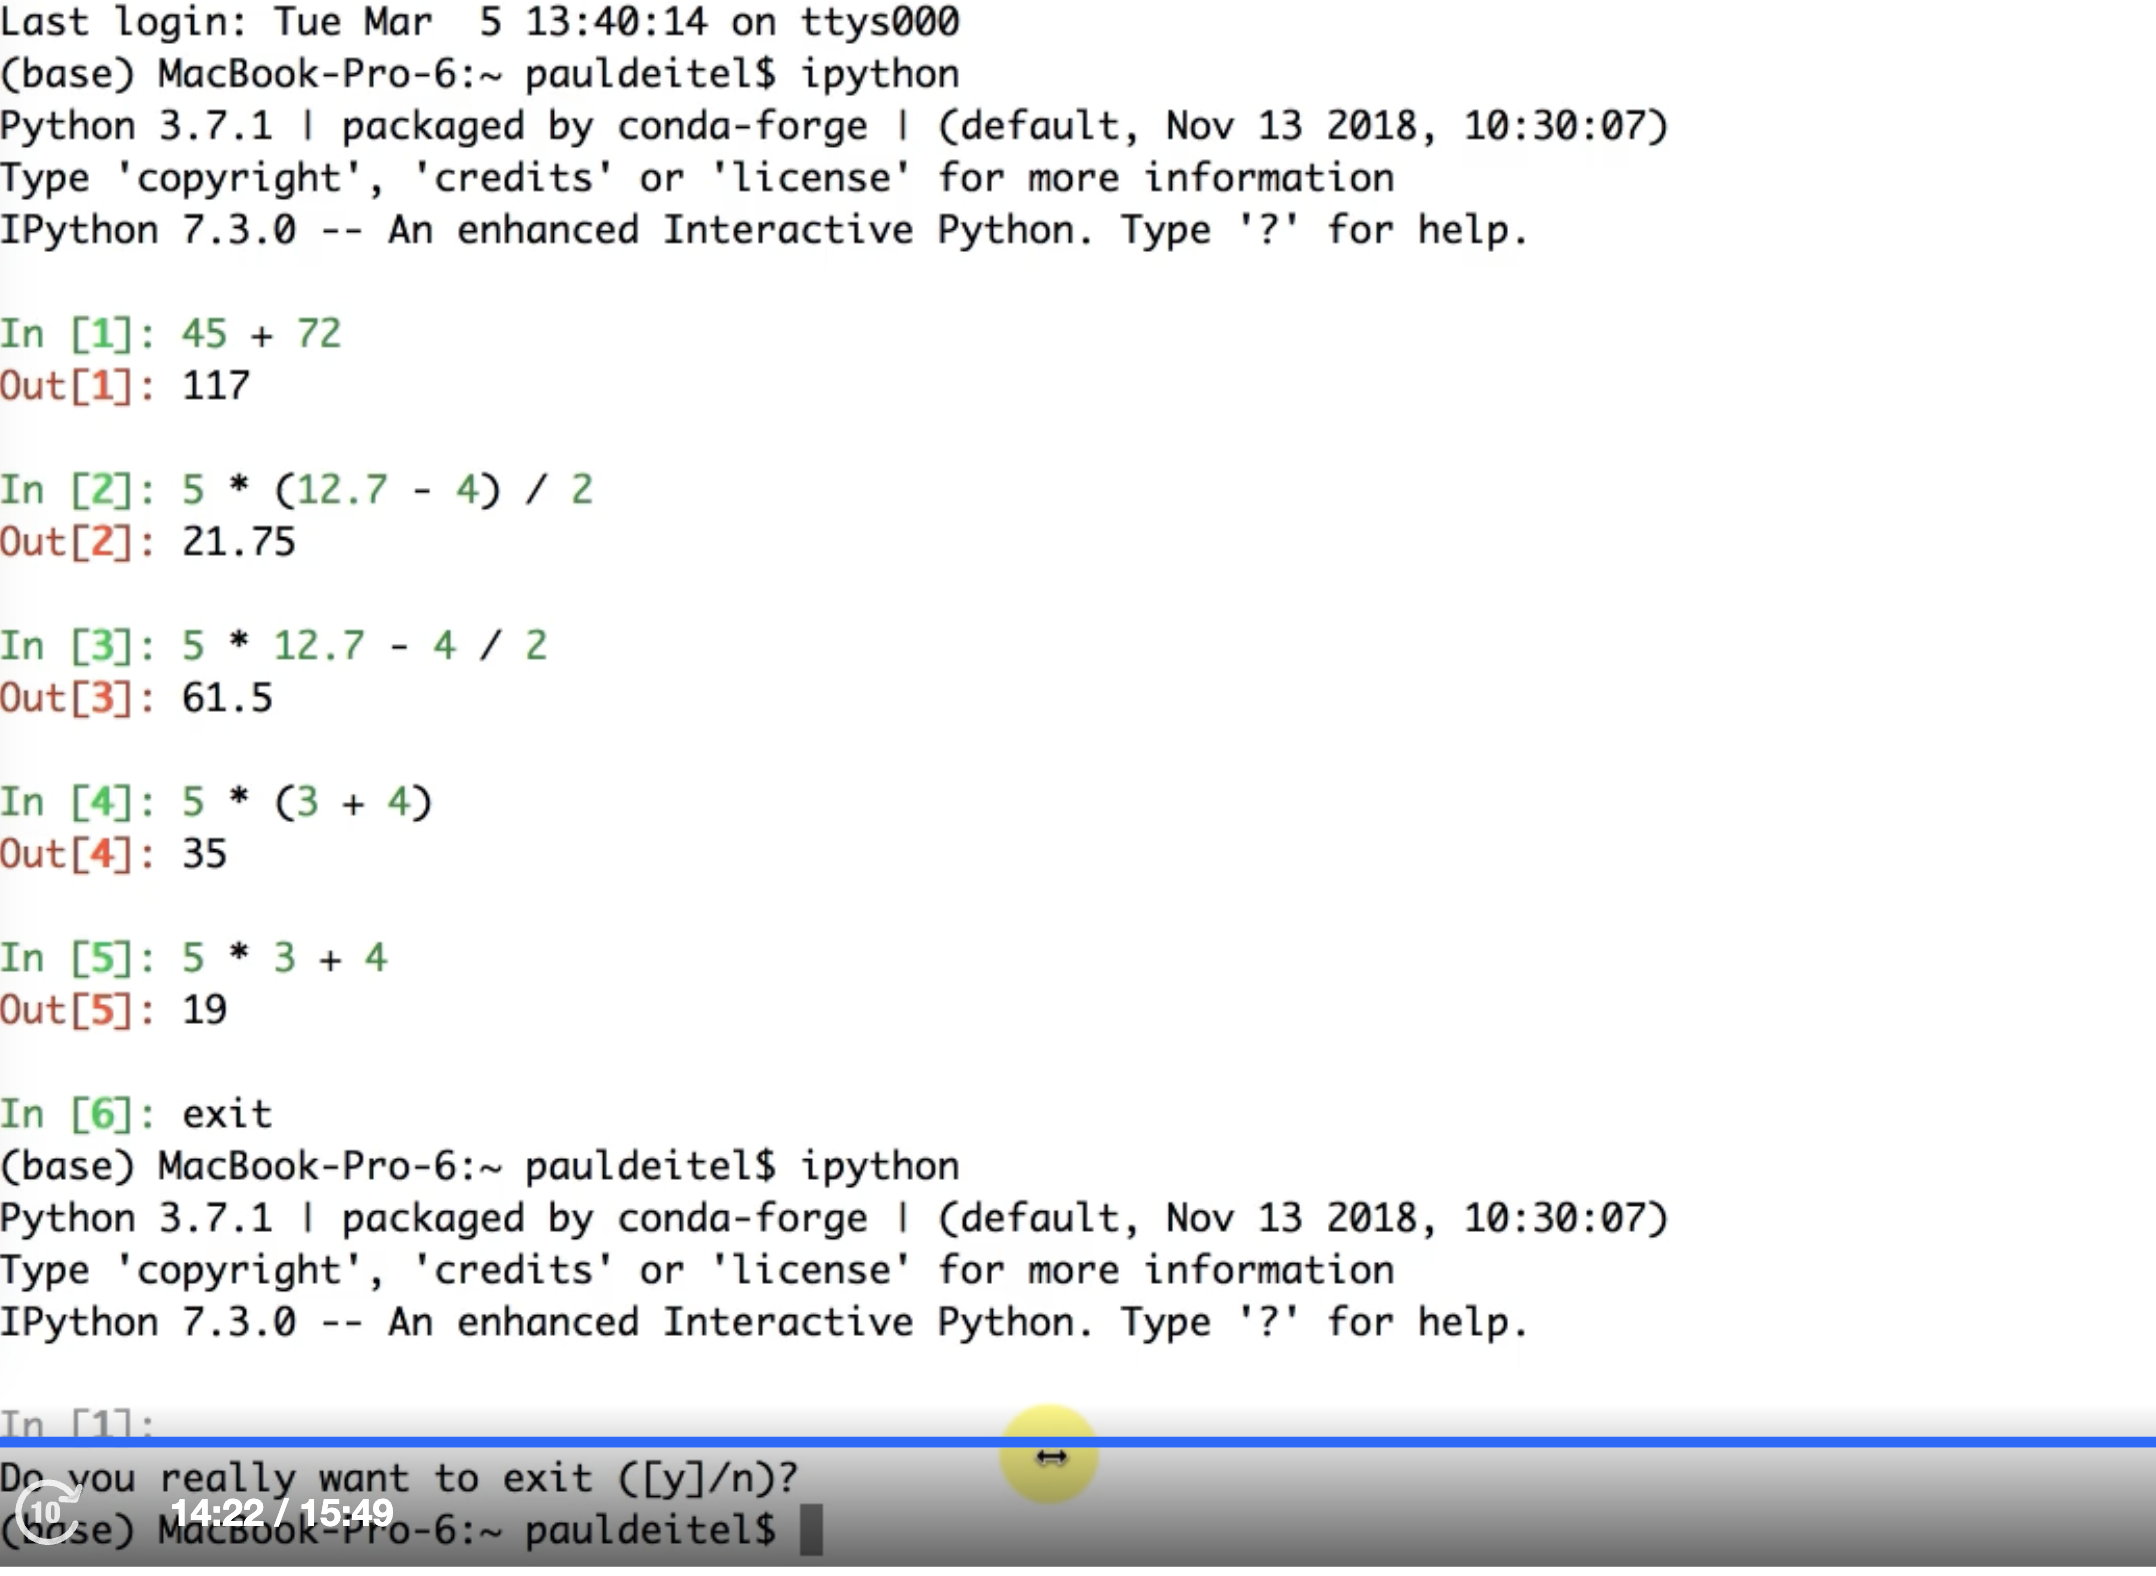 Last login: Tue Mar  5 13:40:14 on ttys000
(base) MacBook-Pro-6:~ pauldeitel$ ipython
Python 3.7.1 | packaged by conda-forge | (default, Nov 13 2018, 10:30:07)
Type 'copyright', 'credits' or 'license' for more information
IPython 7.3.0 -- An enhanced Interactive Python. Type '?' for help.
In [1]: 45 + 72
Out[1]: 117
In [2]: 5 * (12.7 - 4) / 2
Out[2]: 21.75
In [3]: 5 * 12.7 - 4 / 2
Out[3]: 61.5
In [4]: 5 * (3 + 4)
Out[4]: 35
In [5]: 5 * 3 + 4
Out[5]: 19
In [6]: exit
(base) MacBook-Pro-6:~ pauldeitel$ ipython
Python 3.7.1 | packaged by conda-forge | (default, Nov 13 2018, 10:30:07)
Type 'copyright', 'credits' or 'license' for more information
IPython 7.3.0 -- An enhanced Interactive Python. Type '?' for help.
In [1]:
Do you really want to exit ([y]/n)?
10 14:22 / 15:49
(base) MacBook-Pro-6:~ pauldeitel$